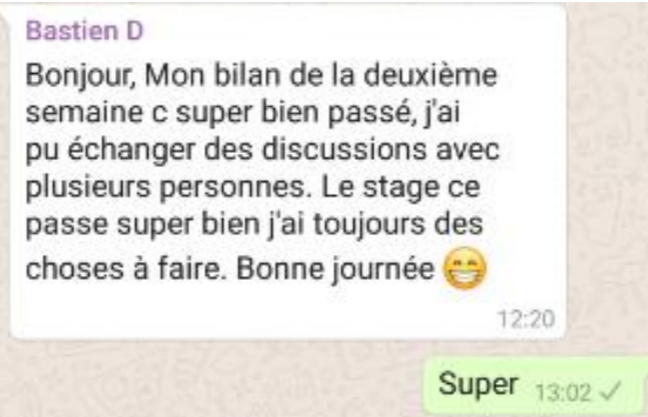 Bastien D
Bonjour, Mon bilan de la deuxième
semaine c super bien passé, j'ai
pu échanger des discussions avec
plusieurs personnes. Le stage ce
passe super bien j'ai toujours des
choses à faire. Bonne journée 😁
12:20
Super 13:02